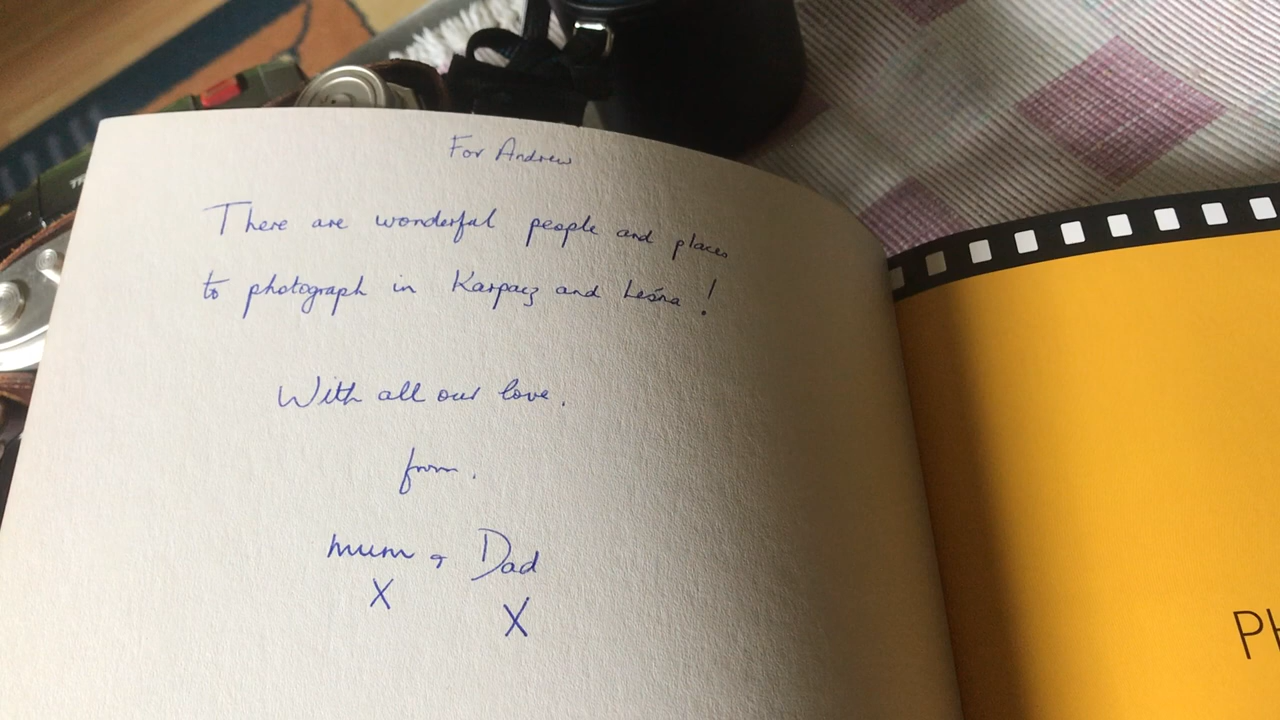 For Andrew
There are wonderful people and places
to photograph in Karpacz and Leśna!
With all our love.
from.
mum & Dad
X
X
PH